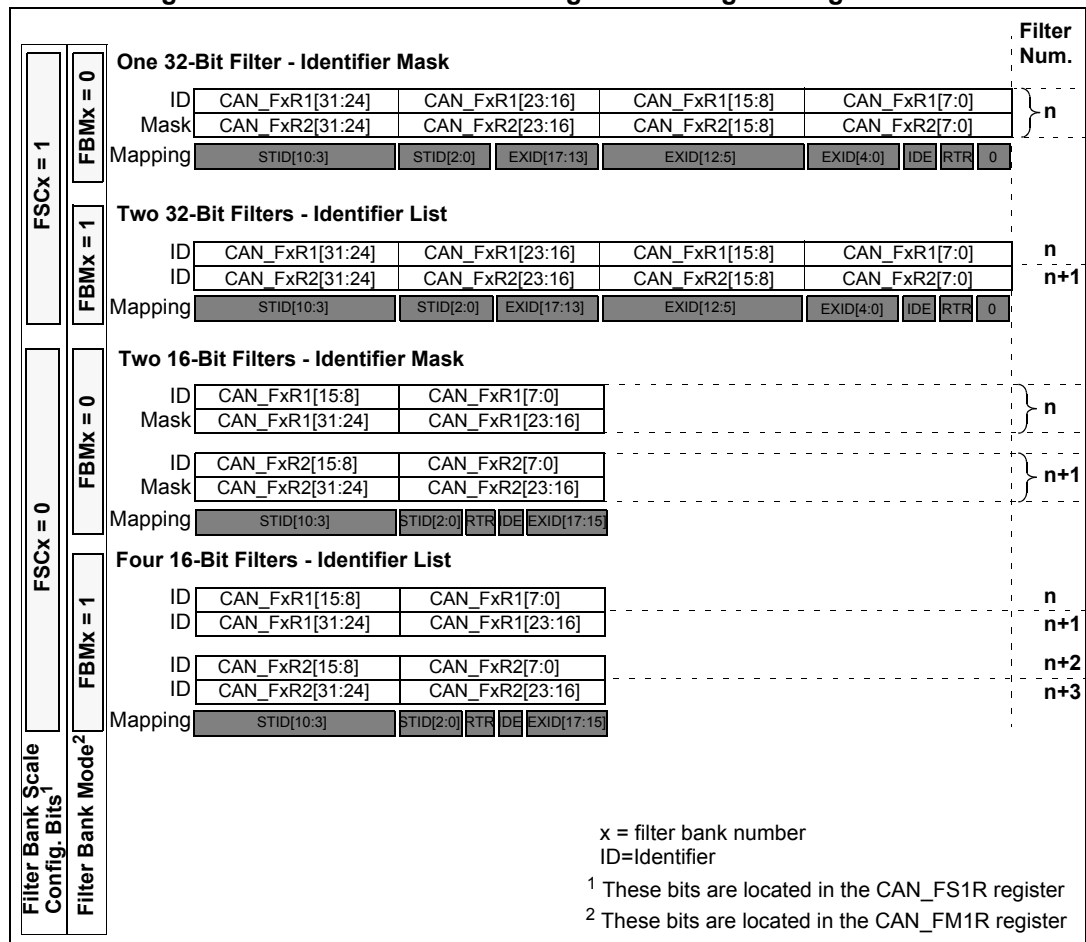 Filter
Num.
One 32-Bit Filter - Identifier Mask
ID CAN_FxR1[31:24] CAN_FxR1[23:16] CAN_FxR1[15:8] CAN_FxR1[7:0]
Mask CAN_FxR2[31:24] CAN_FxR2[23:16] CAN_FxR2[15:8] CAN_FxR2[7:0]
n
Mapping STID[10:3] STID[2:0] EXID[17:13] EXID[12:5] EXID[4:0] IDE RTR 0
FSCx = 1
FBMx = 0
Two 32-Bit Filters - Identifier List
ID CAN_FxR1[31:24] CAN_FxR1[23:16] CAN_FxR1[15:8] CAN_FxR1[7:0] n
ID CAN_FxR2[31:24] CAN_FxR2[23:16] CAN_FxR2[15:8] CAN_FxR2[7:0] n+1
Mapping STID[10:3] STID[2:0] EXID[17:13] EXID[12:5] EXID[4:0] IDE RTR 0
FBMx = 1
Two 16-Bit Filters - Identifier Mask
ID CAN_FxR1[15:8] CAN_FxR1[7:0]
Mask CAN_FxR1[31:24] CAN_FxR1[23:16]
n
ID CAN_FxR2[15:8] CAN_FxR2[7:0]
Mask CAN_FxR2[31:24] CAN_FxR2[23:16]
n+1
Mapping STID[10:3] STID[2:0] RTR IDE EXID[17:15]
FSCx = 0
FBMx = 0
Four 16-Bit Filters - Identifier List
ID CAN_FxR1[15:8] CAN_FxR1[7:0] n
ID CAN_FxR1[31:24] CAN_FxR1[23:16] n+1
ID CAN_FxR2[15:8] CAN_FxR2[7:0] n+2
ID CAN_FxR2[31:24] CAN_FxR2[23:16] n+3
Mapping STID[10:3] STID[2:0] RTR IDE EXID[17:15]
FBMx = 1
Filter Bank Scale
Config. Bits1
Filter Bank Mode2
x = filter bank number
ID=Identifier
1 These bits are located in the CAN_FS1R register
2 These bits are located in the CAN_FM1R register